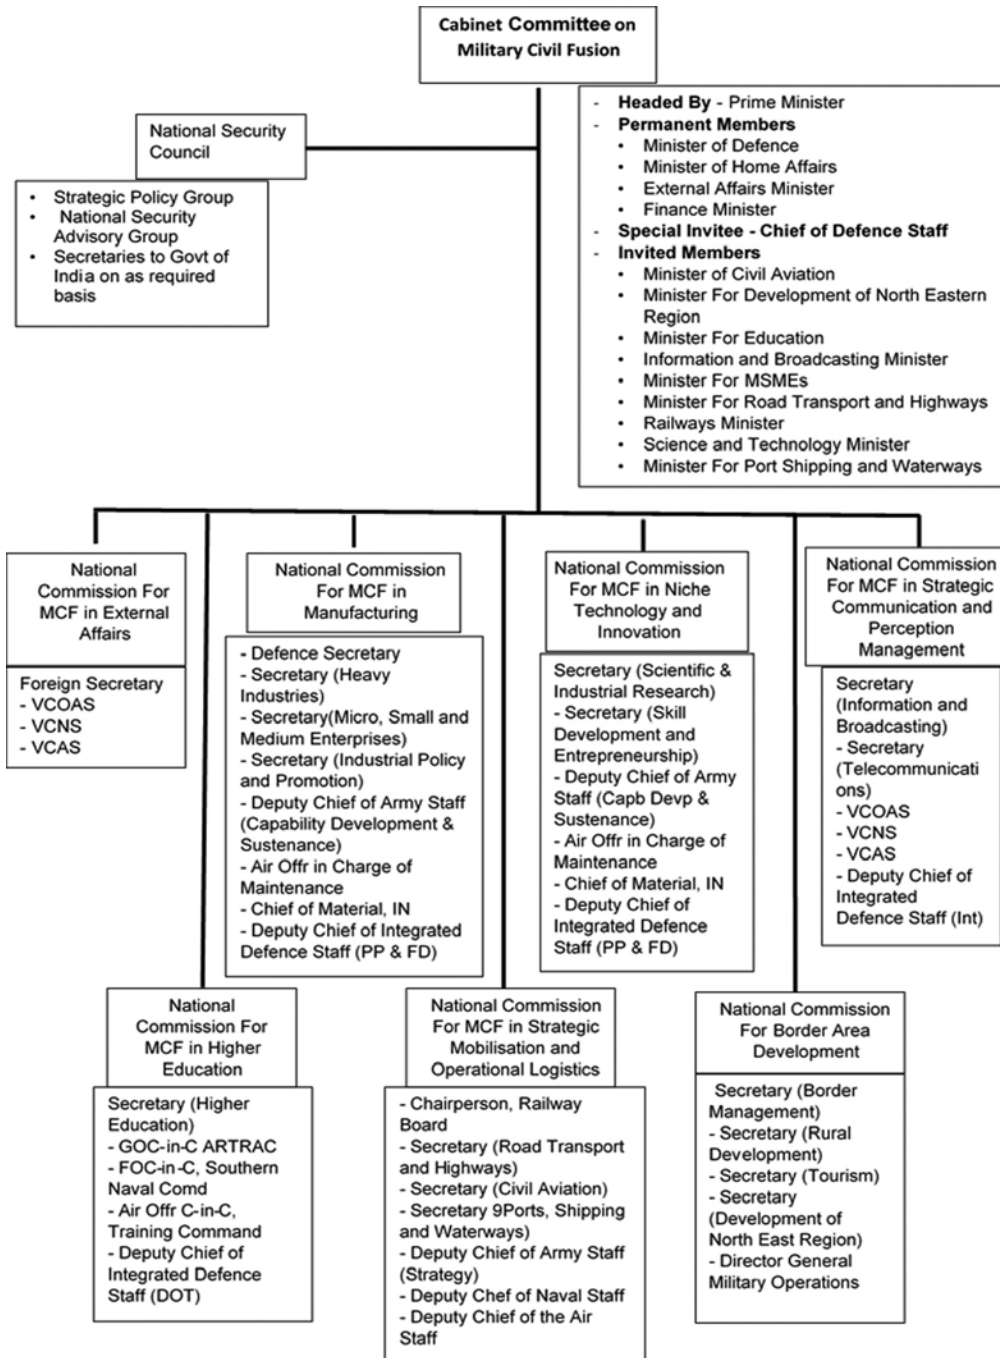 Cabinet Committee on
Military Civil Fusion
- Headed By - Prime Minister
- Permanent Members
• Minister of Defence
• Minister of Home Affairs
• External Affairs Minister
• Finance Minister
- Special Invitee - Chief of Defence Staff
- Invited Members
• Minister of Civil Aviation
• Minister For Development of North Eastern
Region
• Minister For Education
• Information and Broadcasting Minister
• Minister For MSMEs
• Minister For Road Transport and Highways
• Railways Minister
• Science and Technology Minister
• Minister For Port Shipping and Waterways
National Security
Council
• Strategic Policy Group
• National Security
Advisory Group
• Secretaries to Govt of
India on as required
basis
National
Commission For
MCF in External
Affairs
Foreign Secretary
- VCOAS
- VCNS
- VCAS
National Commission
For MCF in
Manufacturing
- Defence Secretary
- Secretary (Heavy
Industries)
- Secretary(Micro, Small and
Medium Enterprises)
- Secretary (Industrial Policy
and Promotion)
- Deputy Chief of Army Staff
(Capability Development &
Sustenance)
- Air Offr in Charge of
Maintenance
- Chief of Material, IN
- Deputy Chief of Integrated
Defence Staff (PP & FD)
National Commission
For MCF in Niche
Technology and
Innovation
Secretary (Scientific &
Industrial Research)
- Secretary (Skill
Development and
Entrepreneurship)
- Deputy Chief of Army
Staff (Capb Devp &
Sustenance)
- Air Offr in Charge of
Maintenance
- Chief of Material, IN
- Deputy Chief of
Integrated Defence
Staff (PP & FD)
National Commission
For MCF in Strategic
Communication and
Perception
Management
Secretary
(Information and
Broadcasting)
- Secretary
(Telecommunicati
ons)
- VCOAS
- VCNS
- VCAS
- Deputy Chief of
Integrated
Defence Staff (Int)
National
Commission For
MCF in Higher
Education
Secretary (Higher
Education)
- GOC-in-C ARTRAC
- FOC-in-C, Southern
Naval Comd
- Air Offr C-in-C,
Training Command
- Deputy Chief of
Integrated Defence
Staff (DOT)
National Commission
For MCF in Strategic
Mobilisation and
Operational Logistics
- Chairperson, Railway
Board
- Secretary (Road Transport
and Highways)
- Secretary (Civil Aviation)
- Secretary 9Ports, Shipping
and Waterways)
- Deputy Chief of Army Staff
(Strategy)
- Deputy Chef of Naval Staff
- Deputy Chief of the Air
Staff
National Commission
For Border Area
Development
Secretary (Border
Management)
- Secretary (Rural
Development)
- Secretary (Tourism)
- Secretary
(Development of
North East Region)
- Director General
Military Operations